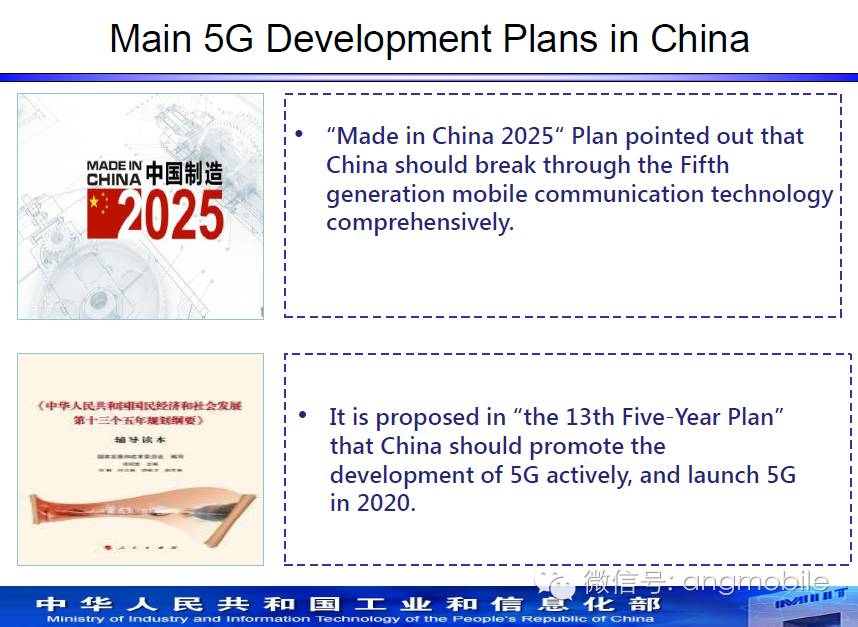 Main 5G Development Plans in China
MADE IN
CHINA 中国制造
2025
• “Made in China 2025“ Plan pointed out that
China should break through the Fifth
generation mobile communication technology
comprehensively.
《中华人民共和国国民经济和社会发展
第十三个五年规划纲要》
辅导读本
• It is proposed in “the 13th Five-Year Plan”
that China should promote the
development of 5G actively, and launch 5G
in 2020.
微信号: angmobile
中华人民共和国工业和信息化部
Ministry of Industry and Information Technology of the People's Republic of China
MIIT